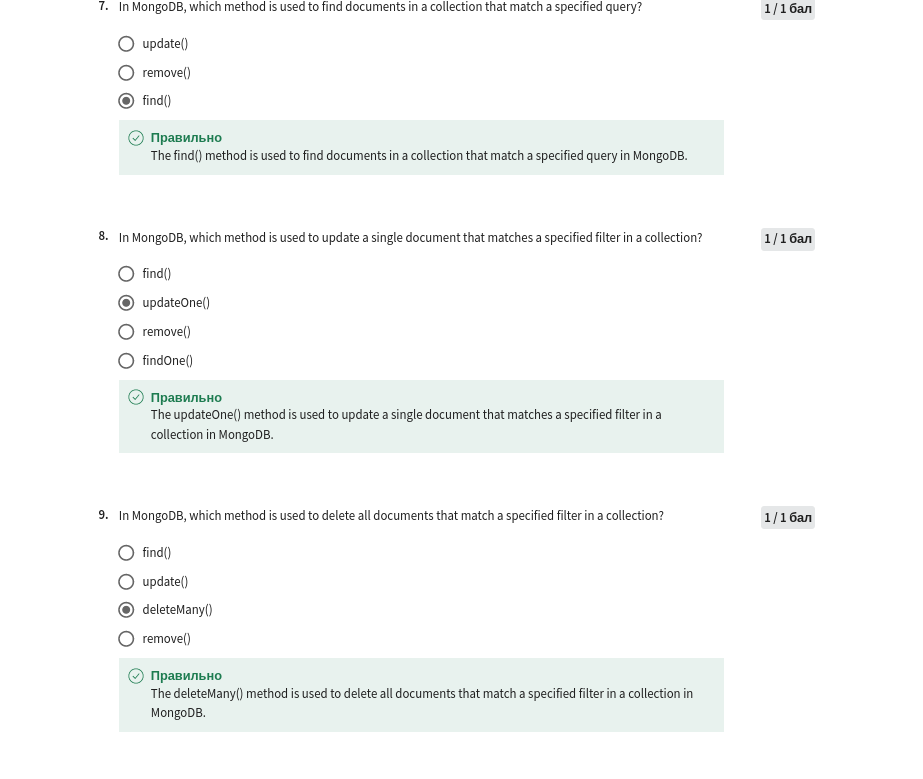 7. In MongoDB, which method is used to find documents in a collection that match a specified query? 1 / 1 бал
update()
remove()
find()
Правильно
The find() method is used to find documents in a collection that match a specified query in MongoDB.
8. In MongoDB, which method is used to update a single document that matches a specified filter in a collection? 1 / 1 бал
find()
updateOne()
remove()
findOne()
Правильно
The updateOne() method is used to update a single document that matches a specified filter in a
collection in MongoDB.
9. In MongoDB, which method is used to delete all documents that match a specified filter in a collection? 1 / 1 бал
find()
update()
deleteMany()
remove()
Правильно
The deleteMany() method is used to delete all documents that match a specified filter in a collection in
MongoDB.